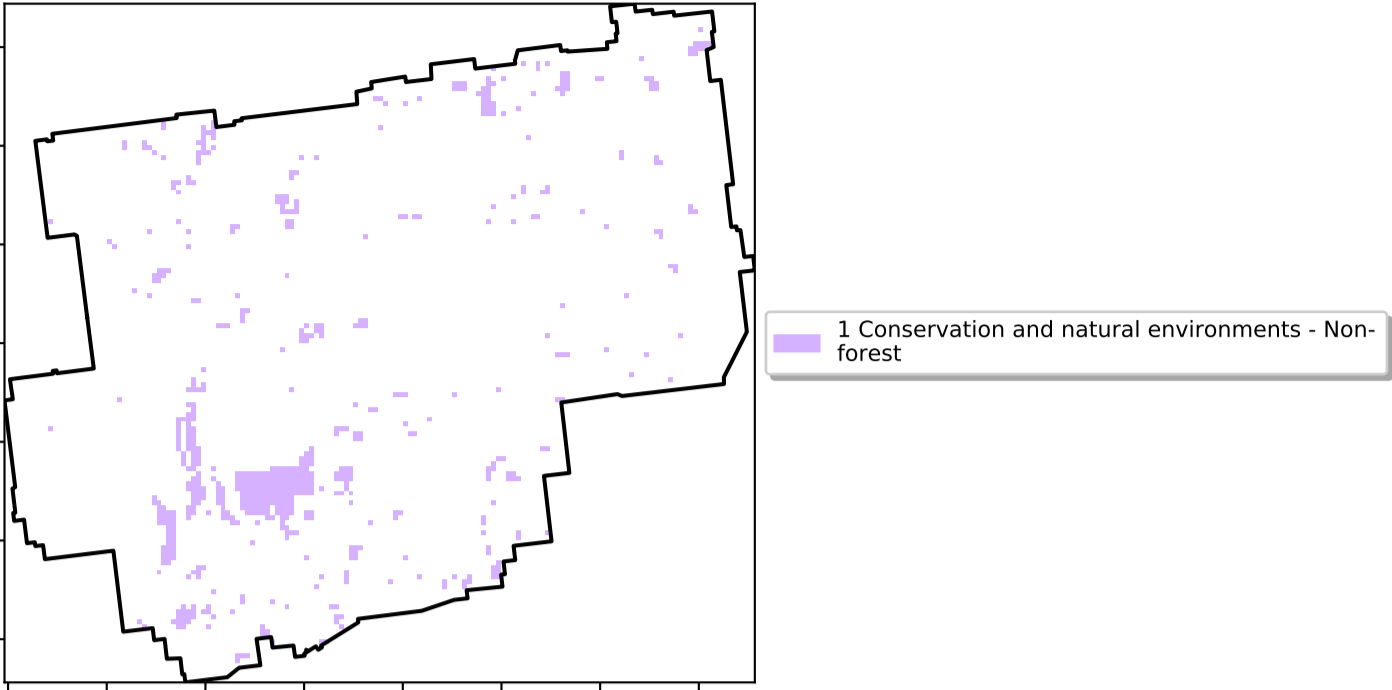 1 Conservation and natural environments - Non-
forest